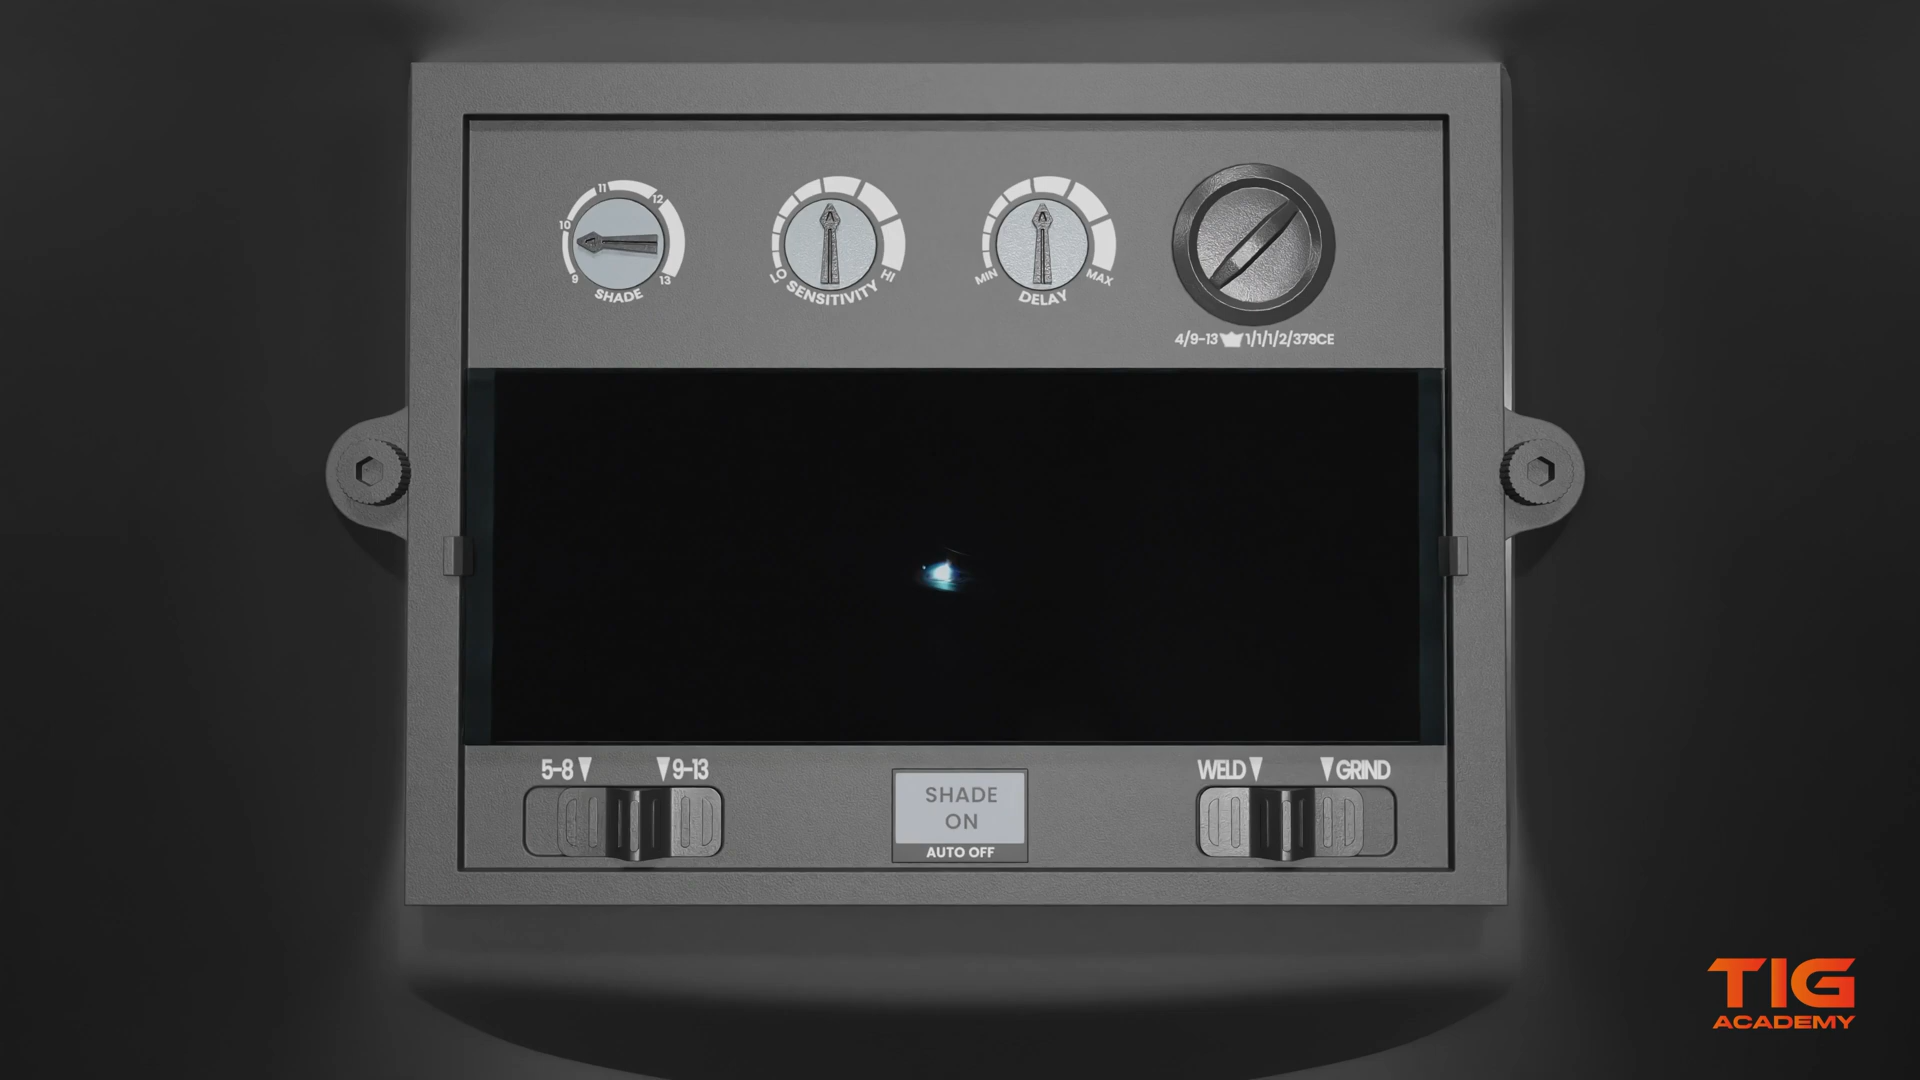 11
12
10
9
13
SHADE
LO
HI
SENSITIVITY
MIN
MAX
DELAY
4/9-13 1/1/1/2/379CE
5-8
9-13
SHADE
ON
AUTO OFF
WELD
GRIND
TIG
ACADEMY